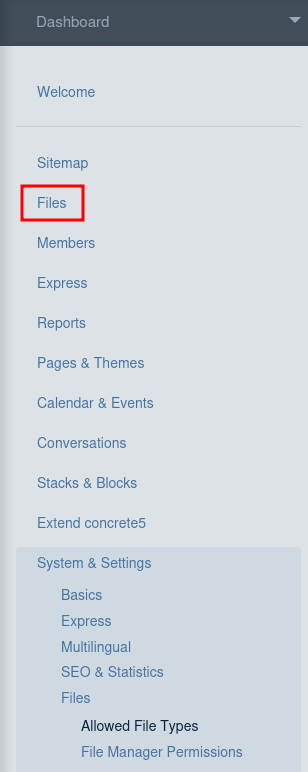 Dashboard
Welcome
Sitemap
Files
Members
Express
Reports
Pages & Themes
Calendar & Events
Conversations
Stacks & Blocks
Extend concrete5
System & Settings
Basics
Express
Multilingual
SEO & Statistics
Files
Allowed File Types
File Manager Permissions